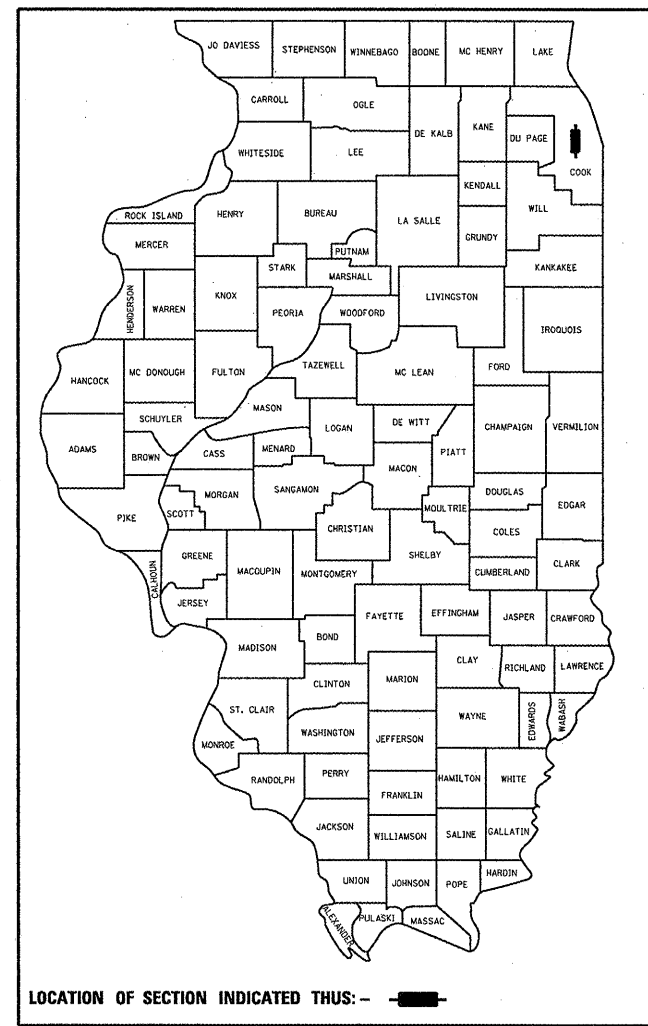 JO DAVIESS
STEPHENSON
WINNEBAGO
BOONE
MC HENRY
LAKE
CARROLL
OGLE
DE KALB
KANE
DU PAGE
COOK
WHITESIDE
LEE
KENDALL
WILL
ROCK ISLAND
HENRY
BUREAU
LA SALLE
GRUNDY
MERCER
PUTNAM
STARK
MARSHALL
KANKAKEE
HENDERSON
WARREN
KNOX
PEORIA
WOODFORD
LIVINGSTON
IROQUOIS
HANCOCK
MC DONOUGH
FULTON
TAZEWELL
MC LEAN
FORD
SCHUYLER
MASON
LOGAN
DE WITT
CHAMPAIGN
VERMILION
ADAMS
BROWN
CASS
MENARD
MACON
PIATT
PIKE
SCOTT
MORGAN
SANGAMON
CHRISTIAN
MOULTRIE
DOUGLAS
EDGAR
COLES
SHELBY
CALHOUN
GREENE
MACOUPIN
MONTGOMERY
CUMBERLAND
CLARK
JERSEY
FAYETTE
EFFINGHAM
JASPER
CRAWFORD
MADISON
BOND
CLAY
RICHLAND
LAWRENCE
CLINTON
MARION
ST. CLAIR
WAYNE
EDWARDS
WABASH
MONROE
WASHINGTON
JEFFERSON
RANDOLPH
PERRY
HAMILTON
WHITE
FRANKLIN
JACKSON
WILLIAMSON
SALINE
GALLATIN
UNION
JOHNSON
POPE
HARDIN
ALEXANDER
PULASKI
MASSAC
LOCATION OF SECTION INDICATED THUS: -